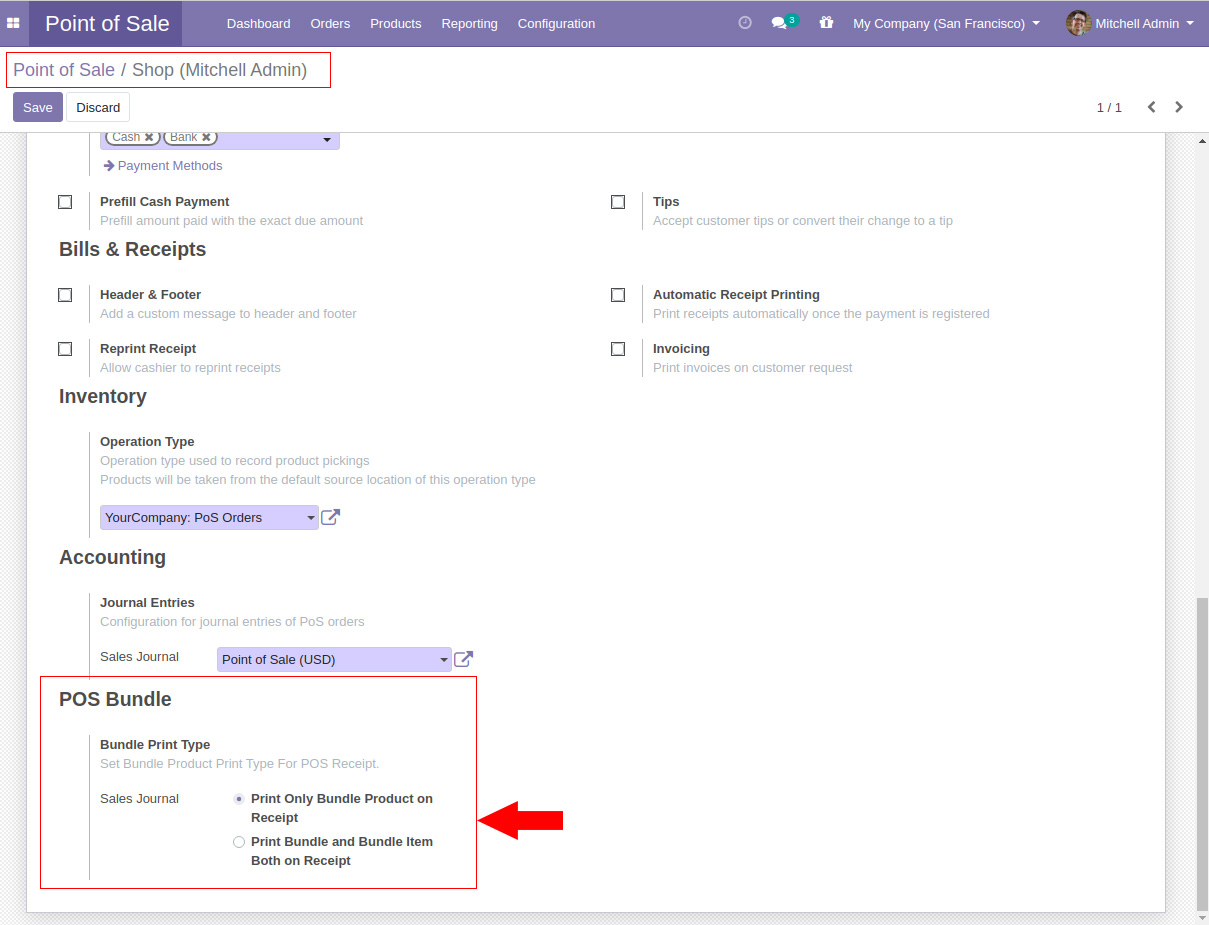 Point of Sale Dashboard Orders Products Reporting Configuration 3 My Company (San Francisco) Mitchell Admin
Point of Sale / Shop (Mitchell Admin)
Save Discard 1 / 1
Cash Bank
Payment Methods
Prefill Cash Payment
Prefill amount paid with the exact due amount
Tips
Accept customer tips or convert their change to a tip
Bills & Receipts
Header & Footer
Add a custom message to header and footer
Automatic Receipt Printing
Print receipts automatically once the payment is registered
Reprint Receipt
Allow cashier to reprint receipts
Invoicing
Print invoices on customer request
Inventory
Operation Type
Operation type used to record product pickings
Products will be taken from the default source location of this operation type
YourCompany: PoS Orders
Accounting
Journal Entries
Configuration for journal entries of PoS orders
Sales Journal Point of Sale (USD)
POS Bundle
Bundle Print Type
Set Bundle Product Print Type For POS Receipt.
Sales Journal Print Only Bundle Product on
Receipt
Print Bundle and Bundle Item
Both on Receipt